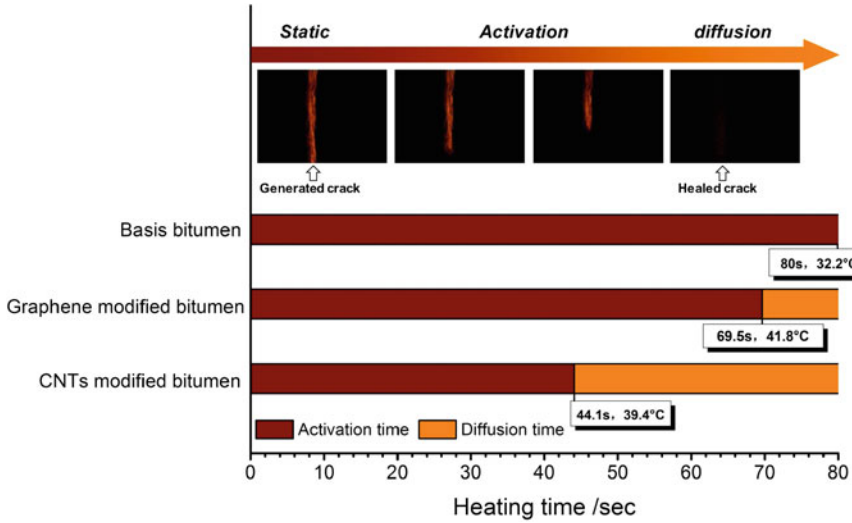 Static Activation diffusion
Generated crack Healed crack
Basis bitumen
80s, 32.2°C
Graphene modified bitumen
69.5s, 41.8°C
CNTs modified bitumen
44.1s, 39.4°C
Activation time Diffusion time
0 10 20 30 40 50 60 70 80
Heating time /sec